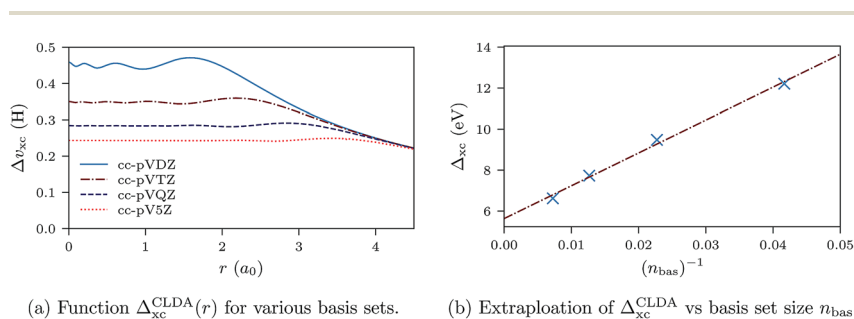 0.5
0.4
0.3
0.2
0.1
0.0
Δv_xc (H)
cc-pVDZ
cc-pVTZ
cc-pVQZ
cc-pV5Z
0 1 2 3 4
r (a_0)
(a) Function Δ_xc^CLDA(r) for various basis sets.
14
12
10
8
6
Δ_xc (eV)
0.00 0.01 0.02 0.03 0.04 0.05
(n_bas)^−1
(b) Extraploation of Δ_xc^CLDA vs basis set size n_bas